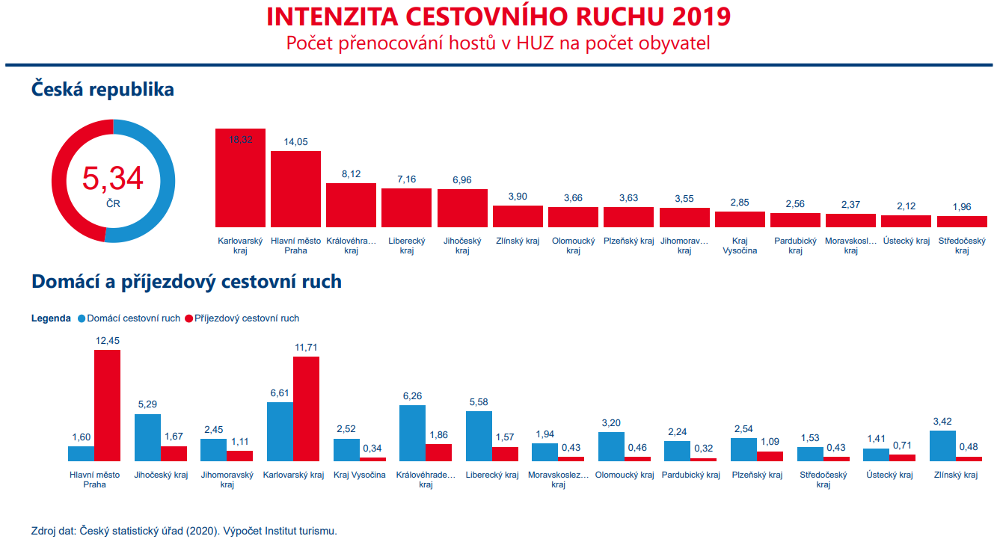 INTENZITA CESTOVNÍHO RUCHU 2019
Počet přenocování hostů v HUZ na počet obyvatel
Česká republika
5,34
ČR
18,32 14,05 8,12 7,16 6,96 3,90 3,66 3,63 3,55 2,85 2,56 2,37 2,12 1,96
Karlovarský Hlavní město Královéhra… Liberecký Jihočeský Zlínský kraj Olomoucký Plzeňský kraj Jihomorav… Kraj Pardubický Moravskosl… Ústecký kraj Středočeský
kraj Praha kraj kraj kraj kraj kraj Vysočina kraj kraj kraj
Domácí a příjezdový cestovní ruch
Legenda Domácí cestovní ruch Příjezdový cestovní ruch
1,60 12,45 5,29 1,67 2,45 1,11 6,61 11,71 2,52 0,34 6,26 1,86 5,58 1,57 1,94 0,43 3,20 0,46 2,24 0,32 2,54 1,09 1,53 0,43 1,41 0,71 3,42 0,48
Hlavní město Jihočeský kraj Jihomoravský Karlovarský kraj Kraj Vysočina Královéhrade… Liberecký kraj Moravskoslez… Olomoucký kraj Pardubický kraj Plzeňský kraj Středočeský Ústecký kraj Zlínský kraj
Praha kraj kraj kraj kraj
Zdroj dat: Český statistický úřad (2020). Výpočet Institut turismu.